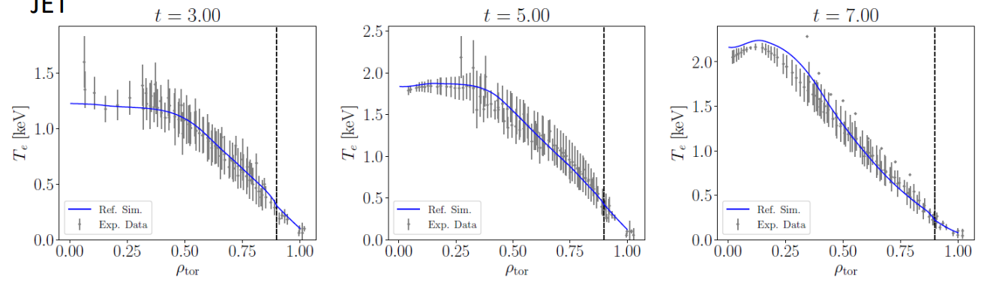 JET
t = 3.00
t = 5.00
t = 7.00
T_e [keV]
1.5
1.0
0.5
0.0
Ref. Sim.
Exp. Data
0.00 0.25 0.50 0.75 1.00
ρ_tor
T_e [keV]
2.5
2.0
1.5
1.0
0.5
0.0
Ref. Sim.
Exp. Data
0.00 0.25 0.50 0.75 1.00
ρ_tor
T_e [keV]
2.0
1.5
1.0
0.5
0.0
Ref. Sim.
Exp. Data
0.00 0.25 0.50 0.75 1.00
ρ_tor